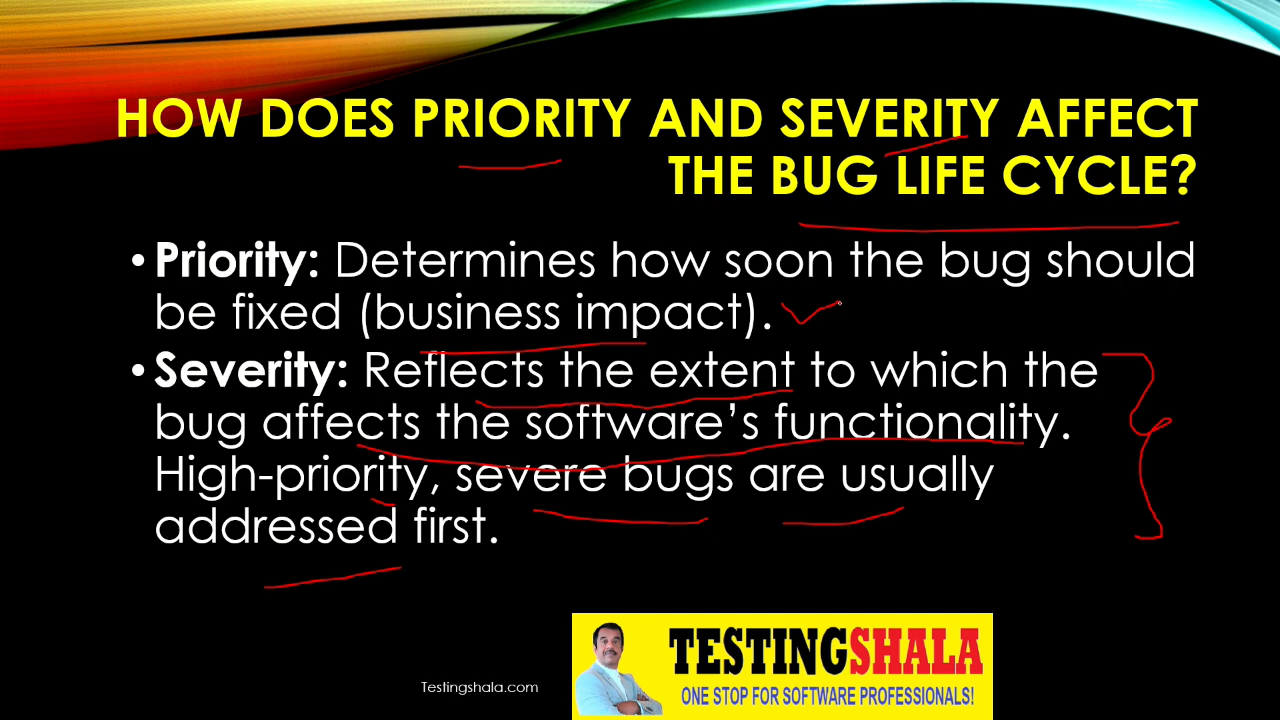 HOW DOES PRIORITY AND SEVERITY AFFECT
THE BUG LIFE CYCLE?
• Priority: Determines how soon the bug should
be fixed (business impact).
• Severity: Reflects the extent to which the
bug affects the software’s functionality.
High-priority, severe bugs are usually
addressed first.
TESTINGSHALA
ONE STOP FOR SOFTWARE PROFESSIONALS!
Testingshala.com